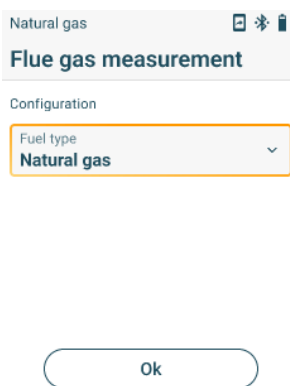 Natural gas
Flue gas measurement
Configuration
Fuel type
Natural gas
Ok